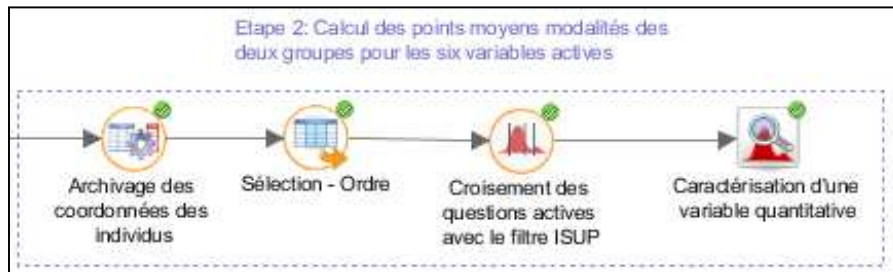 Etape 2: Calcul des points moyens modalités des
deux groupes pour les six variables actives
Archivage des
coordonnées des
individus
Sélection - Ordre
Croisement des
questions actives
avec le filtre ISUP
Caractérisation d'une
variable quantitative